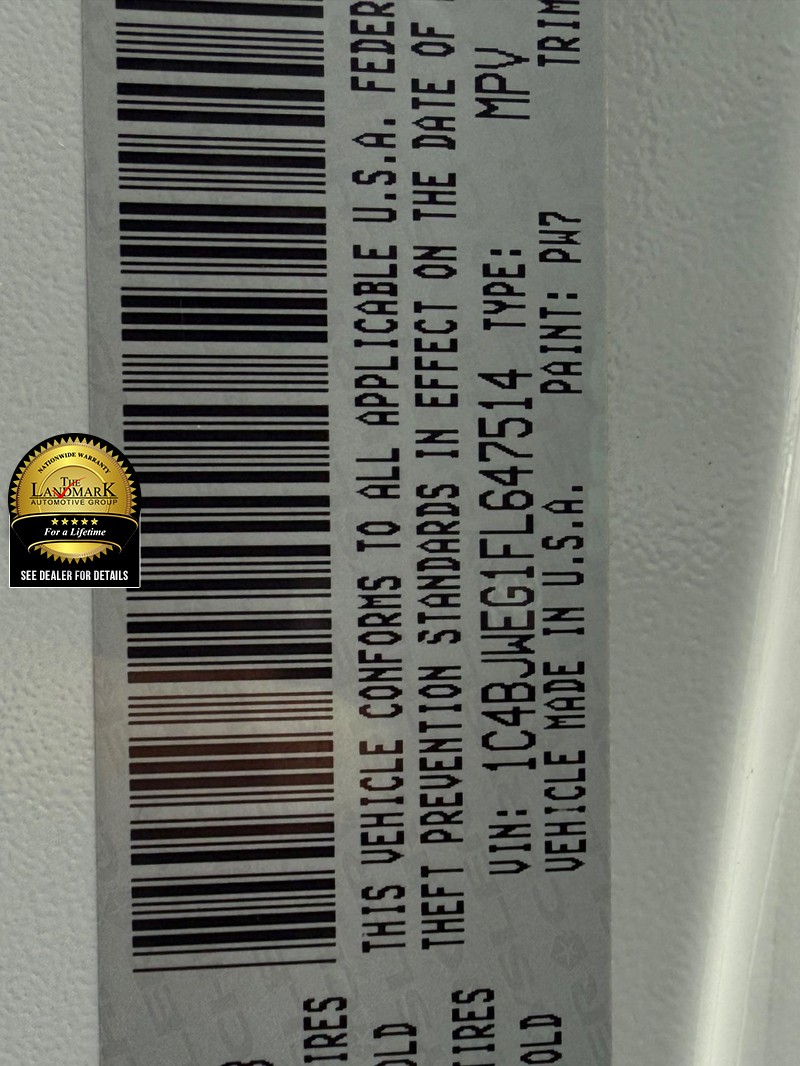 THIS VEHICLE CONFORMS TO ALL APPLICABLE U.S.A. FEDER
THEFT PREVENTION STANDARDS IN EFFECT ON THE DATE OF
VIN: 1C4BJWEG1FL647514 TYPE: MPV
VEHICLE MADE IN U.S.A. PAINT: PW7 TRIM
IRES
OLD
TIRES
OLD
NATIONWIDE WARRANTY
THE
LANDMARK
AUTOMOTIVE GROUP
For a Lifetime
SEE DEALER FOR DETAILS